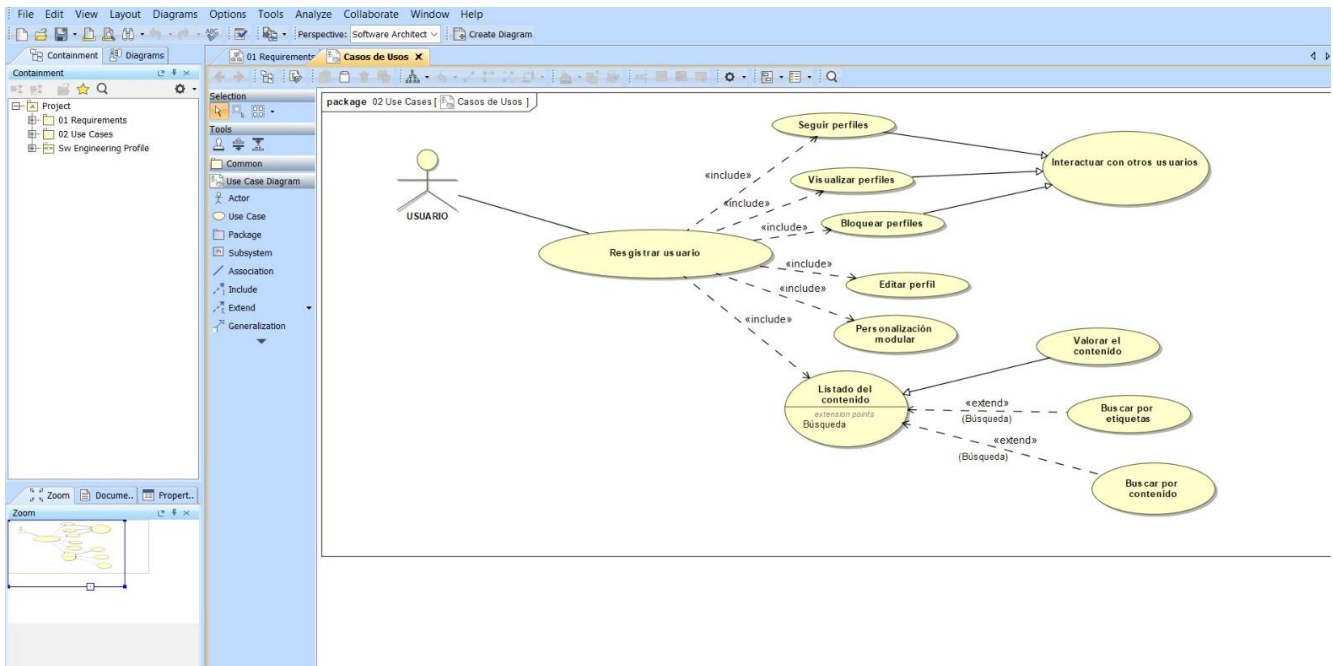 File Edit View Layout Diagrams Options Tools Analyze Collaborate Window Help
Perspective: Software Architect Create Diagram
Containment Diagrams
Containment
Project
01 Requirements
02 Use Cases
Sw Engineering Profile
Zoom Docume.. Propert..
Zoom
01 Requirements Casos de Usos X
Selection
Tools
Common
Use Case Diagram
Actor
Use Case
Package
Subsystem
Association
Include
Extend
Generalization
package 02 Use Cases [ Casos de Usos ]
USUARIO
Resgistrar usuario
«include»
«include»
«include»
«include»
«include»
«include»
Seguir perfiles
Visualizar perfiles
Bloquear perfiles
Interactuar con otros usuarios
Editar perfil
Personalización
modular
Listado del
contenido
extension points
Búsqueda
Valorar el
contenido
«extend»
(Búsqueda)
Buscar por
etiquetas
«extend»
(Búsqueda)
Buscar por
contenido